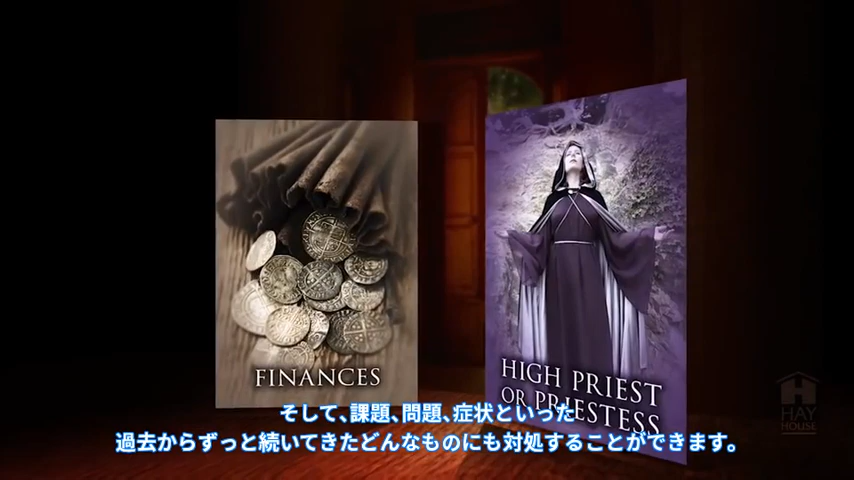 FINANCES
HIGH PRIEST
OR PRIESTESS
HAY
HOUSE
そして、課題、問題、症状といった
過去からずっと続いてきたどんなものにも対処することができます。